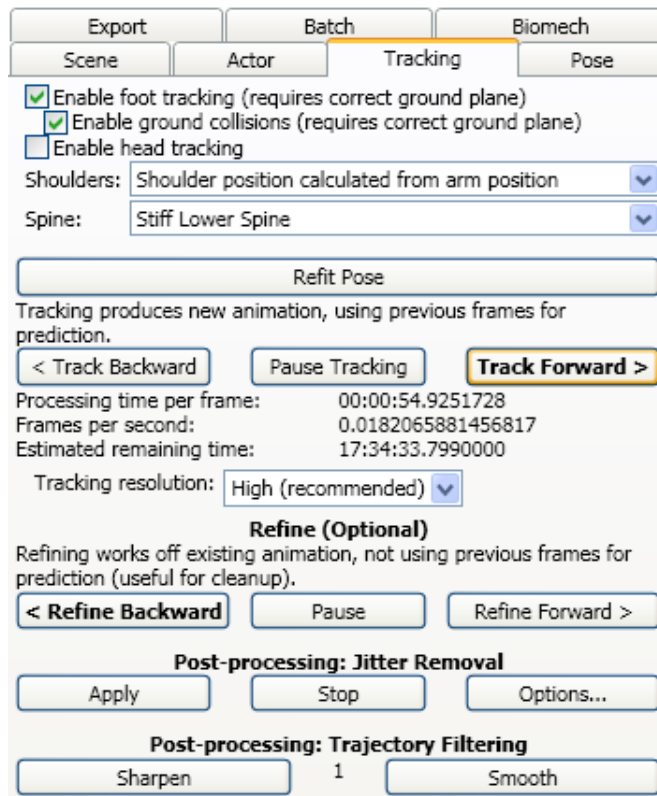 Export Batch Biomech
Scene Actor Tracking Pose
Enable foot tracking (requires correct ground plane)
Enable ground collisions (requires correct ground plane)
Enable head tracking
Shoulders: Shoulder position calculated from arm position
Spine: Stiff Lower Spine
Refit Pose
Tracking produces new animation, using previous frames for
prediction.
< Track Backward Pause Tracking Track Forward >
Processing time per frame: 00:00:54.9251728
Frames per second: 0.0182065881456817
Estimated remaining time: 17:34:33.7990000
Tracking resolution: High (recommended)
Refine (Optional)
Refining works off existing animation, not using previous frames for
prediction (useful for cleanup).
< Refine Backward Pause Refine Forward >
Post-processing: Jitter Removal
Apply Stop Options...
Post-processing: Trajectory Filtering
Sharpen 1 Smooth